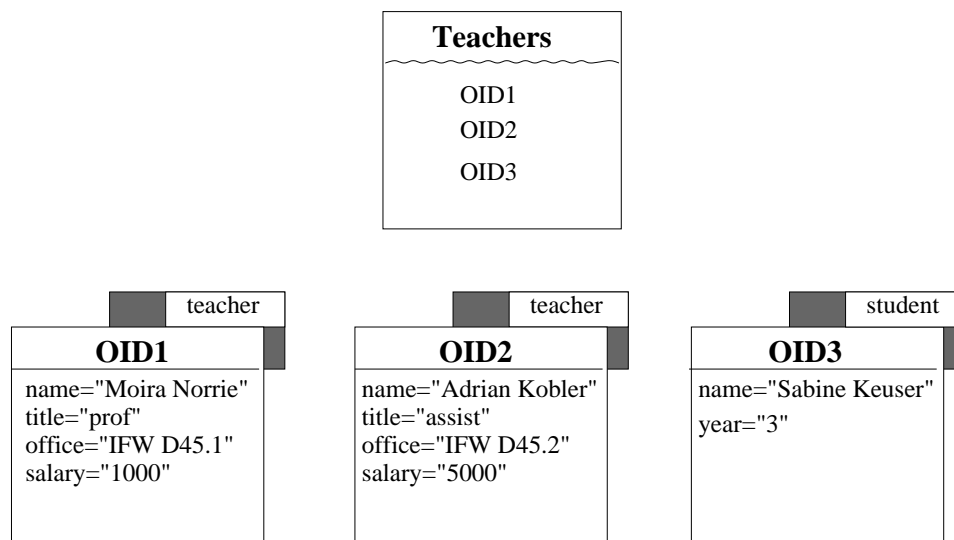 Teachers
OID1
OID2
OID3
teacher
OID1
name="Moira Norrie"
title="prof"
office="IFW D45.1"
salary="1000"
teacher
OID2
name="Adrian Kobler"
title="assist"
office="IFW D45.2"
salary="5000"
student
OID3
name="Sabine Keuser"
year="3"